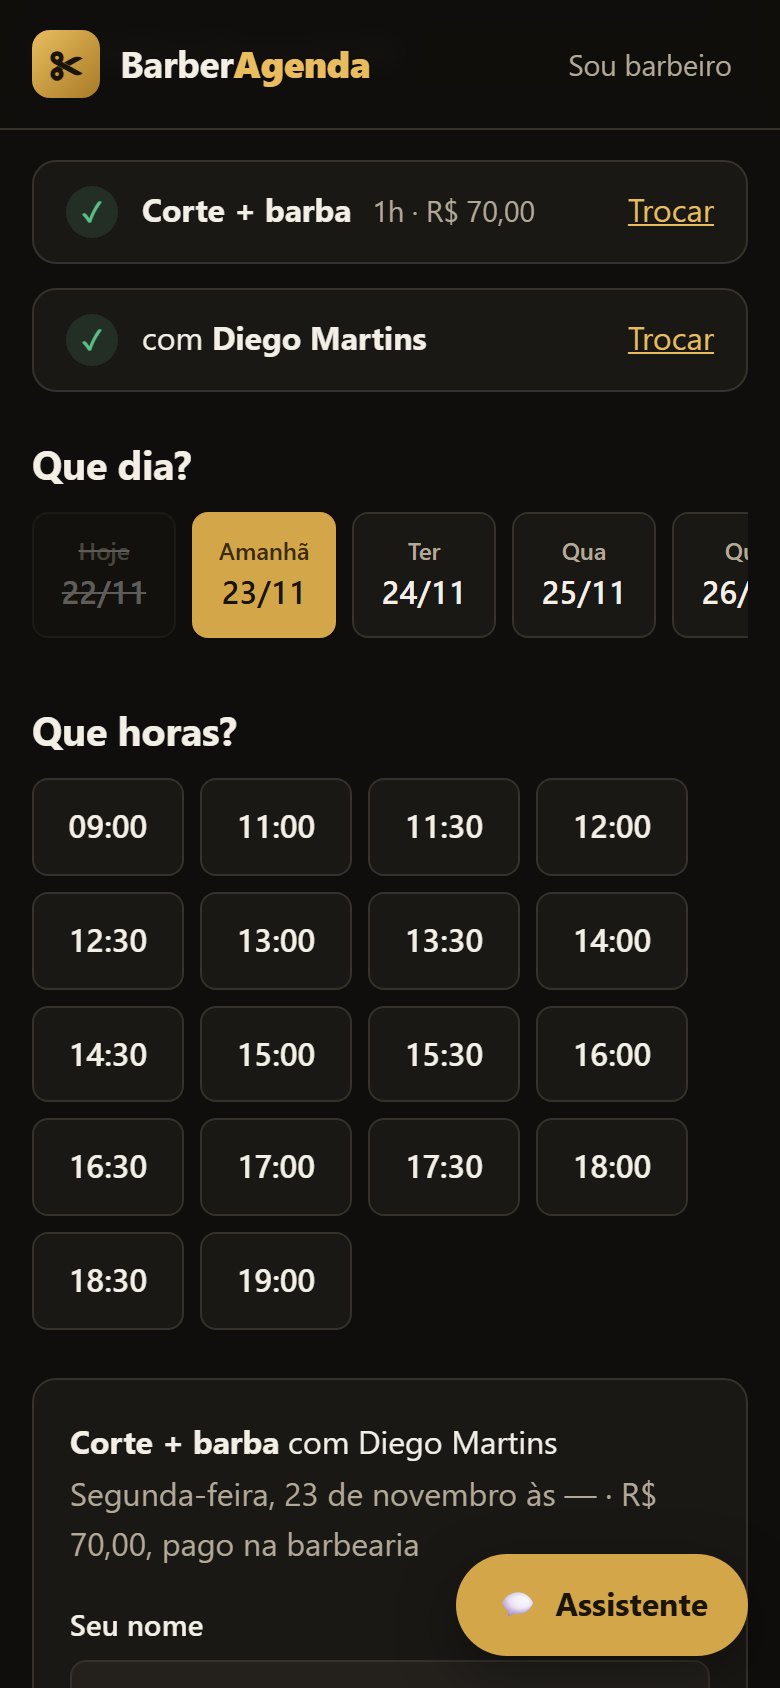 BarberAgenda Sou barbeiro
✓ Corte + barba 1h · R$ 70,00 Trocar
✓ com Diego Martins Trocar
Que dia?
Hoje Amanhã Ter Qua Qu
22/11 23/11 24/11 25/11 26/
Que horas?
09:00 11:00 11:30 12:00
12:30 13:00 13:30 14:00
14:30 15:00 15:30 16:00
16:30 17:00 17:30 18:00
18:30 19:00
Corte + barba com Diego Martins
Segunda-feira, 23 de novembro às — · R$
70,00, pago na barbearia
Assistente
Seu nome